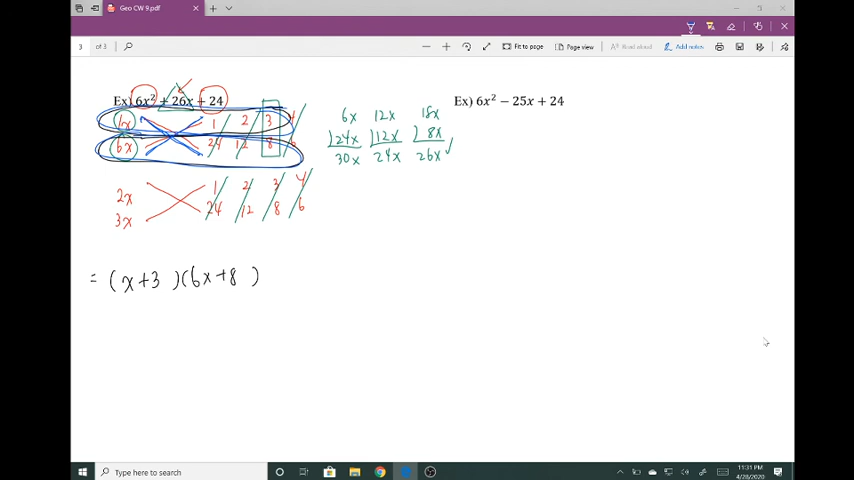 Geo CW 9.pdf
3 of 3
Fit to page
Page view
Read aloud
Add notes
Ex) 6x² + 26x + 24
Ex) 6x² − 25x + 24
6x 12x 18x
1x 1 2 3 4
6x 24 12 8 6
+) 24x +) 12x +) 8x
30x 24x 26x ✓
2x 1 2 3 4
3x 24 12 8 6
= (x+3)(6x+8)
Type here to search
11:31 PM
4/28/2020